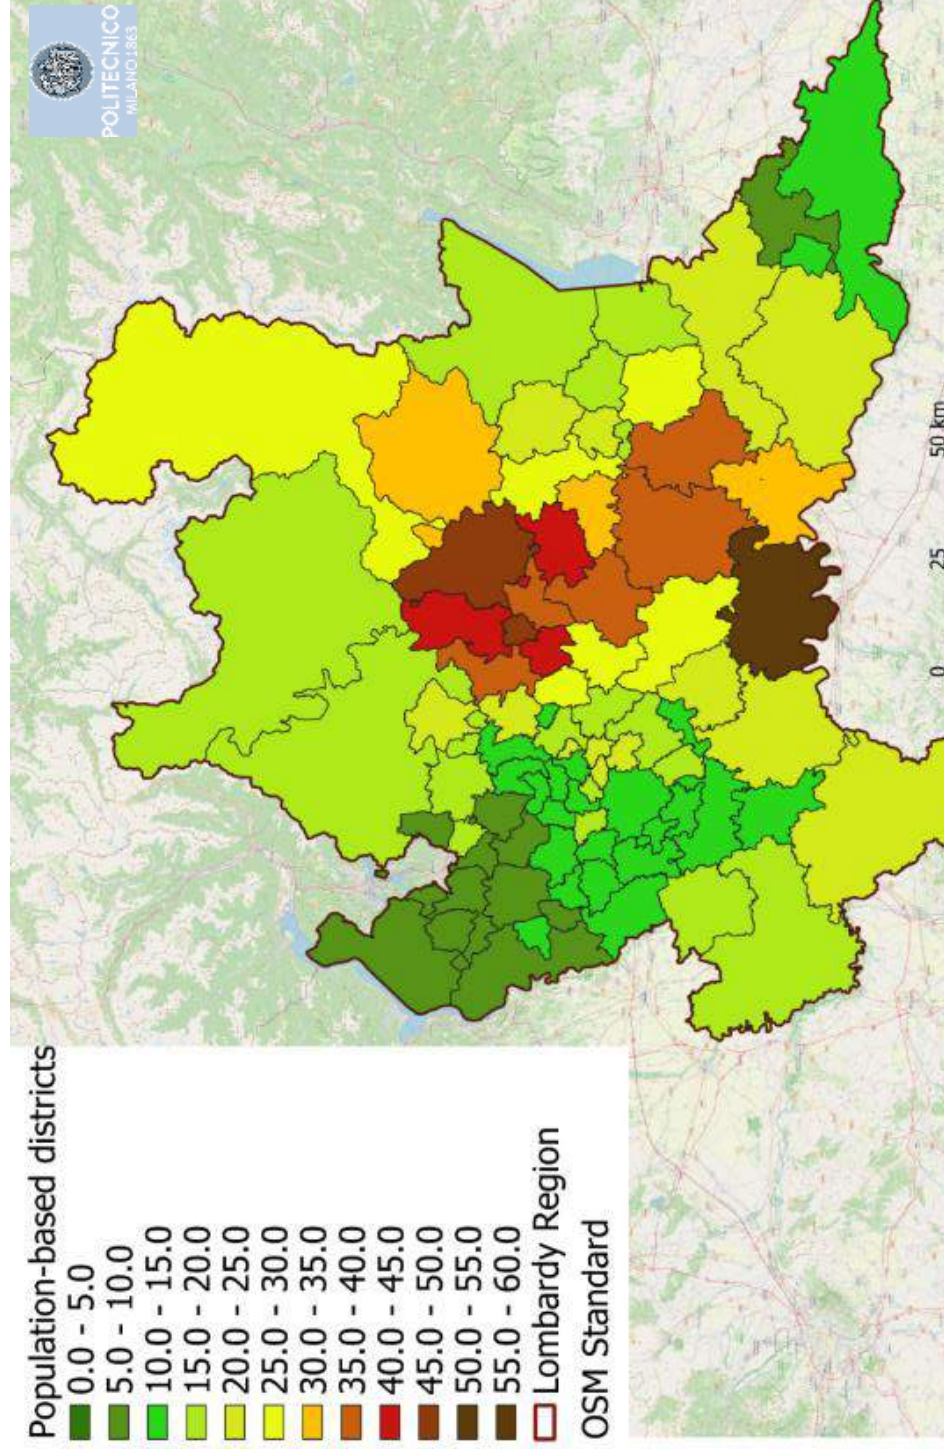 POLITECNICO
MILANO 1863
Population-based districts
0.0 - 5.0
5.0 - 10.0
10.0 - 15.0
15.0 - 20.0
20.0 - 25.0
25.0 - 30.0
30.0 - 35.0
35.0 - 40.0
40.0 - 45.0
45.0 - 50.0
50.0 - 55.0
55.0 - 60.0
Lombardy Region
OSM Standard
0 25 50 km